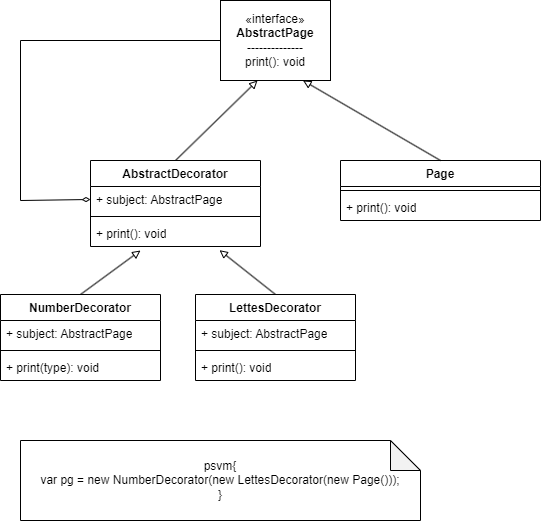 «interface»
AbstractPage
--------------
print(): void
AbstractDecorator
+ subject: AbstractPage
+ print(): void
Page
+ print(): void
NumberDecorator
+ subject: AbstractPage
+ print(type): void
LettesDecorator
+ subject: AbstractPage
+ print(): void
psvm{
var pg = new NumberDecorator(new LettesDecorator(new Page()));
}